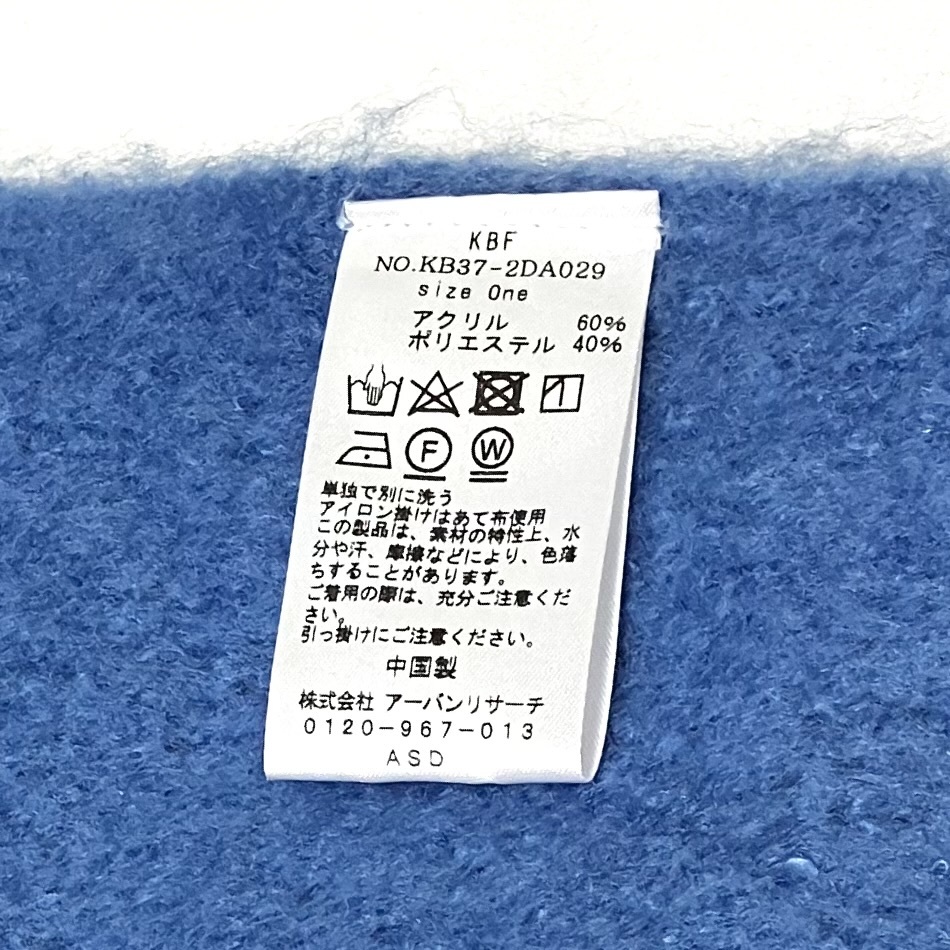 KBF
NO.KB37-2DA029
size One
アクリル 60%
ポリエステル 40%
F W
単独で別に洗う
アイロン掛けはあて布使用
この製品は、素材の特性上、水
分や汗、摩擦などにより、色落
ちすることがあります。
ご着用の際は、充分ご注意くだ
さい。
引っ掛けにご注意ください。
中国製
株式会社 アーバンリサーチ
0120-967-013
ASD